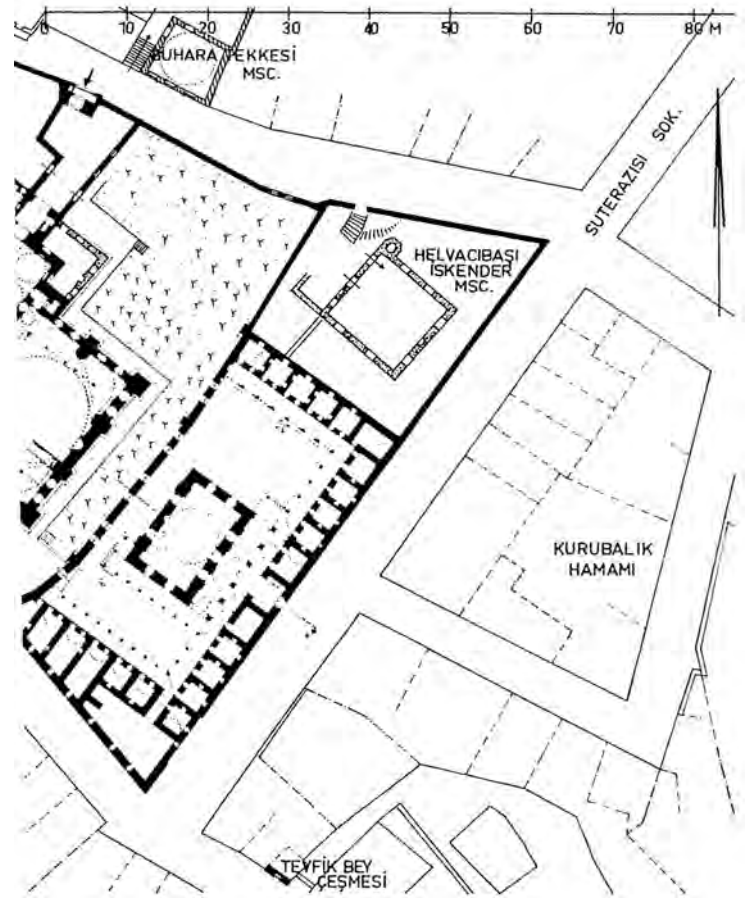 0 10 20 30 40 50 60 70 80 M
BUHARA TEKKESİ
MSC.
SUTERAZISI SOK.
HELVACIBAŞI
İSKENDER
MSC.
KURUBALIK
HAMAMI
TEVFİK BEY
ÇEŞMESİ